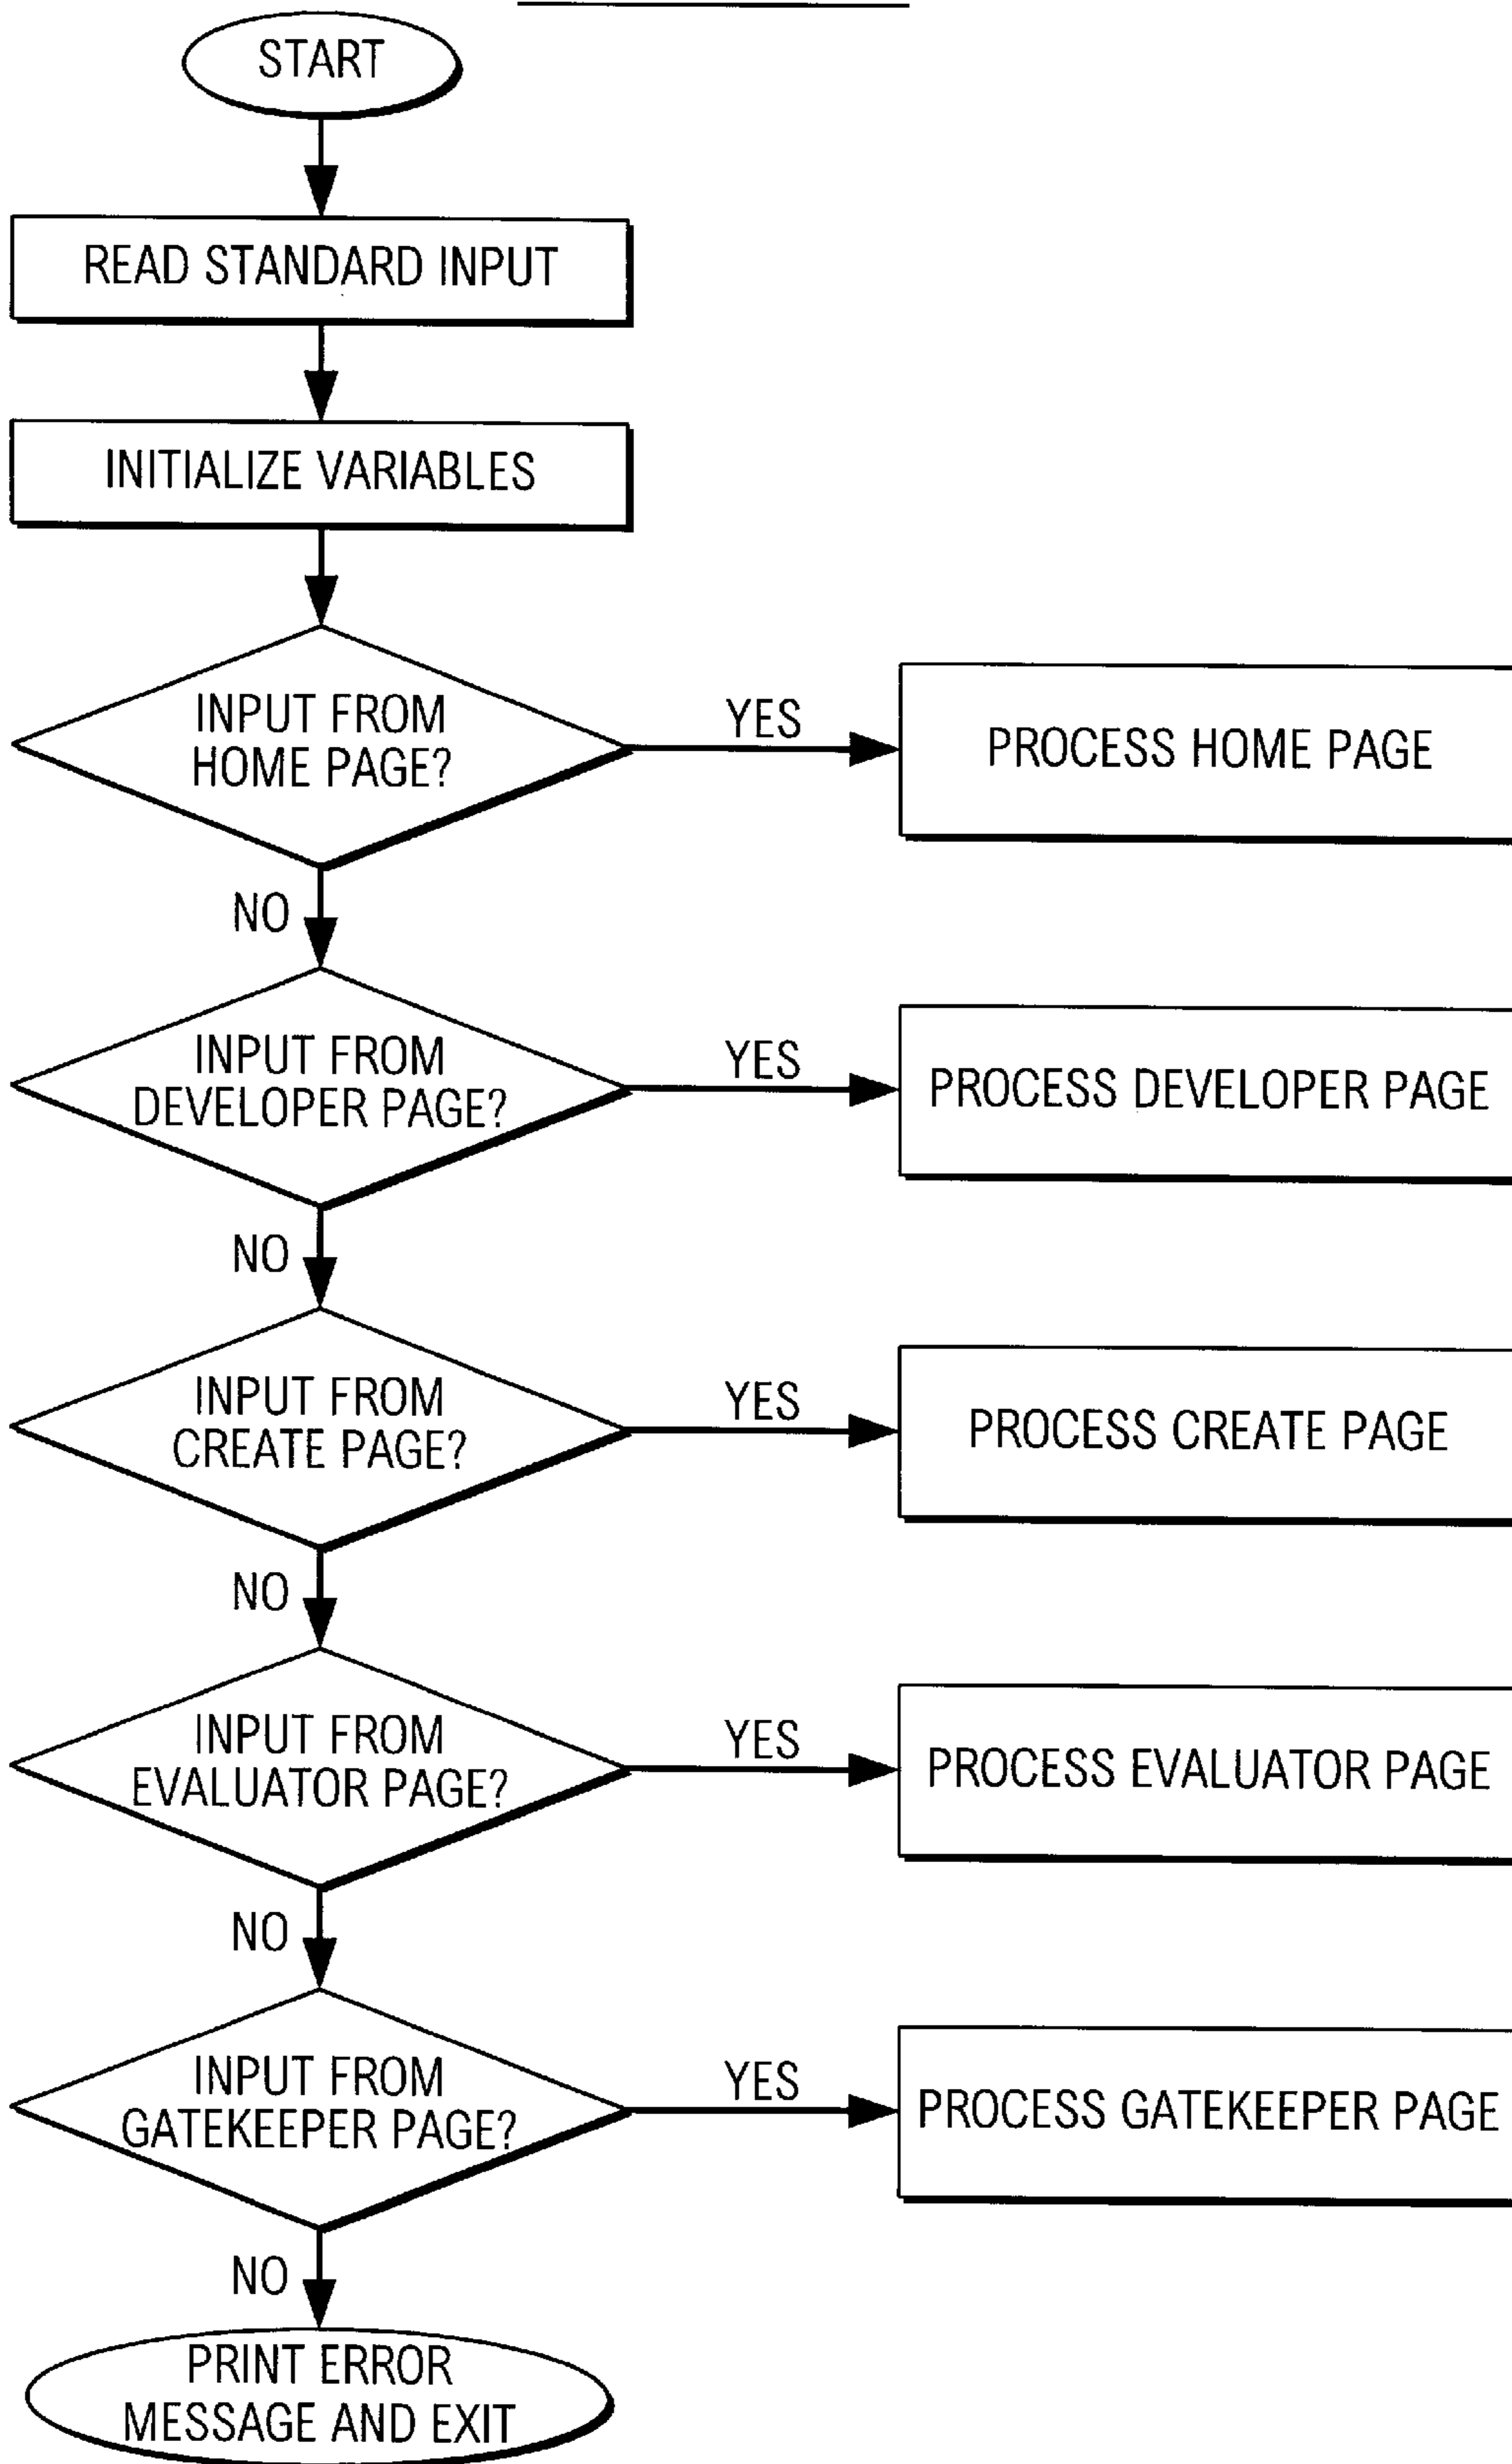 START
READ STANDARD INPUT
INITIALIZE VARIABLES
INPUT FROM
HOME PAGE?
YES
PROCESS HOME PAGE
NO
INPUT FROM
DEVELOPER PAGE?
YES
PROCESS DEVELOPER PAGE
NO
INPUT FROM
CREATE PAGE?
YES
PROCESS CREATE PAGE
NO
INPUT FROM
EVALUATOR PAGE?
YES
PROCESS EVALUATOR PAGE
NO
INPUT FROM
GATEKEEPER PAGE?
YES
PROCESS GATEKEEPER PAGE
NO
PRINT ERROR
MESSAGE AND EXIT